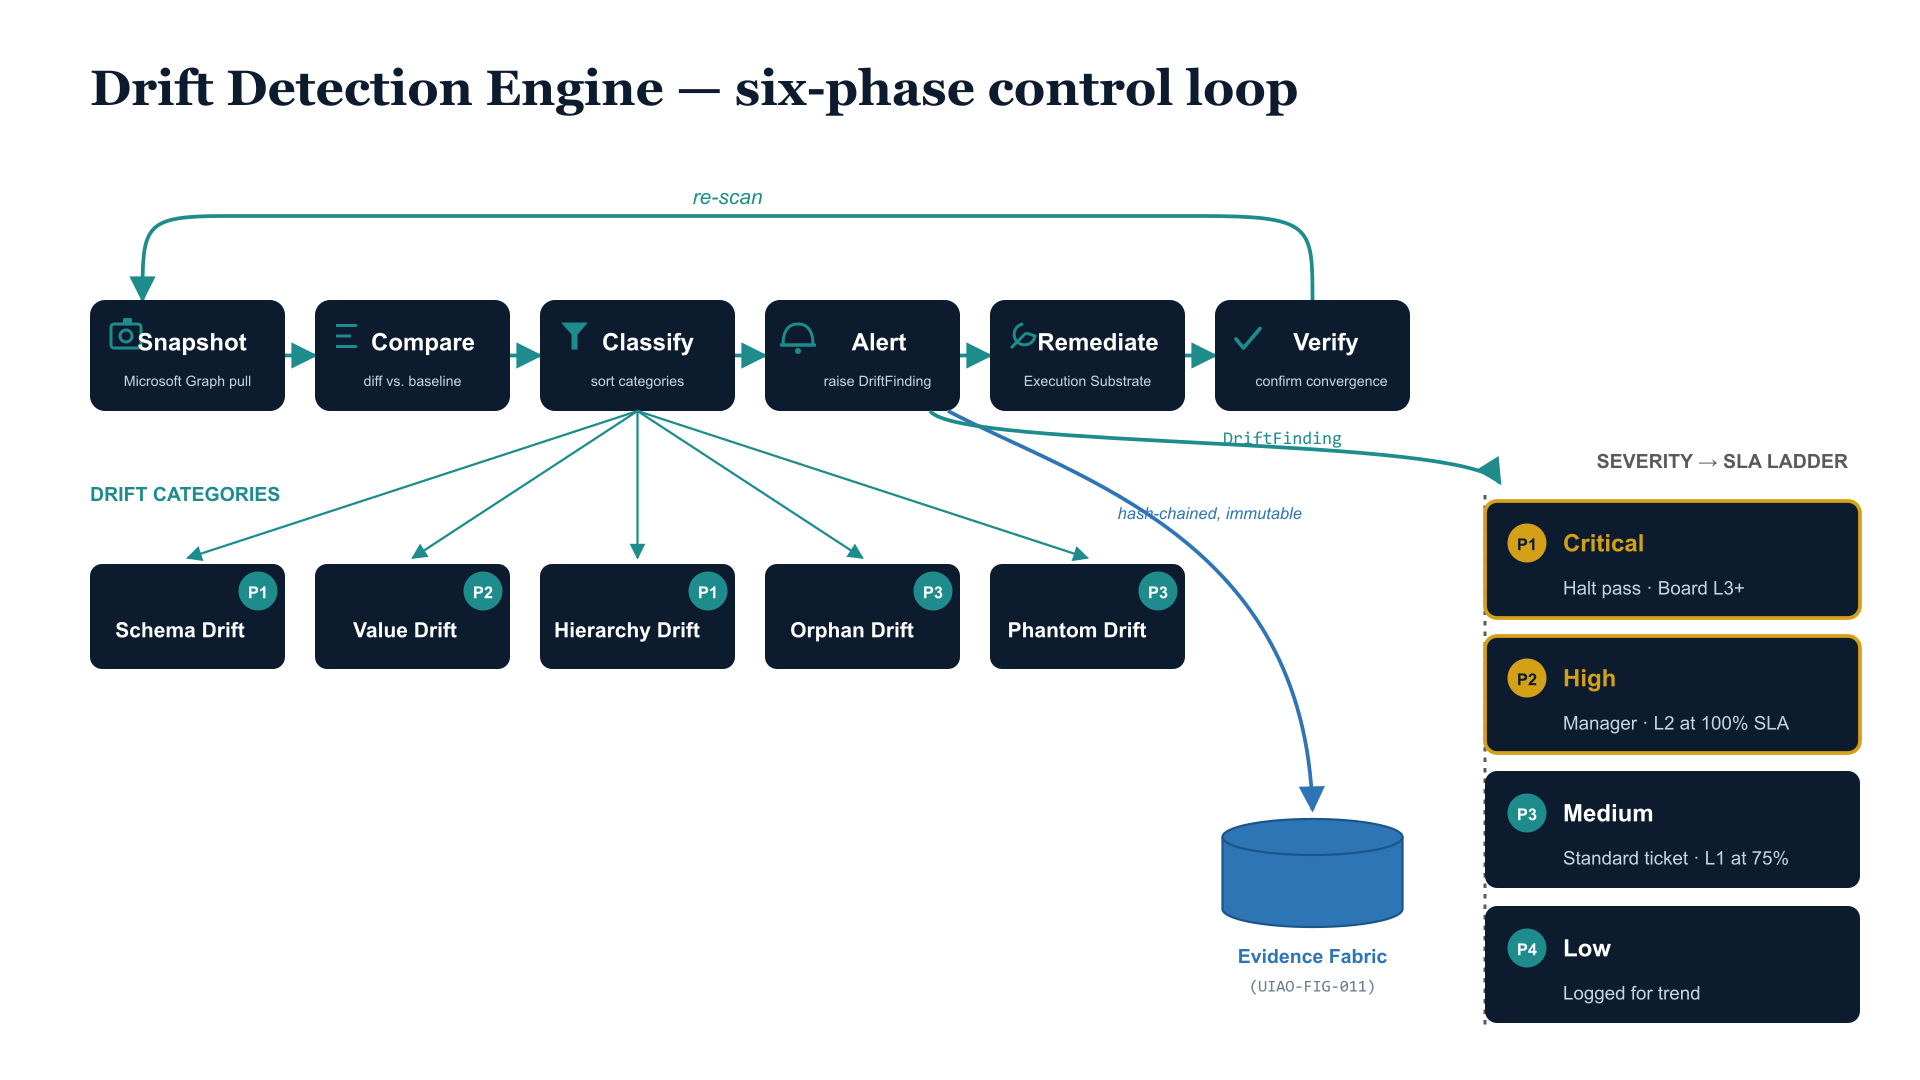 Drift Detection Engine — six-phase control loop
re-scan
Snapshot
Microsoft Graph pull
Compare
diff vs. baseline
Classify
sort categories
Alert
raise DriftFinding
Remediate
Execution Substrate
Verify
confirm convergence
DriftFinding
hash-chained, immutable
DRIFT CATEGORIES
P1
Schema Drift
P2
Value Drift
P1
Hierarchy Drift
P3
Orphan Drift
P3
Phantom Drift
Evidence Fabric
(UIAO-FIG-011)
SEVERITY → SLA LADDER
P1 Critical
Halt pass · Board L3+
P2 High
Manager · L2 at 100% SLA
P3 Medium
Standard ticket · L1 at 75%
P4 Low
Logged for trend